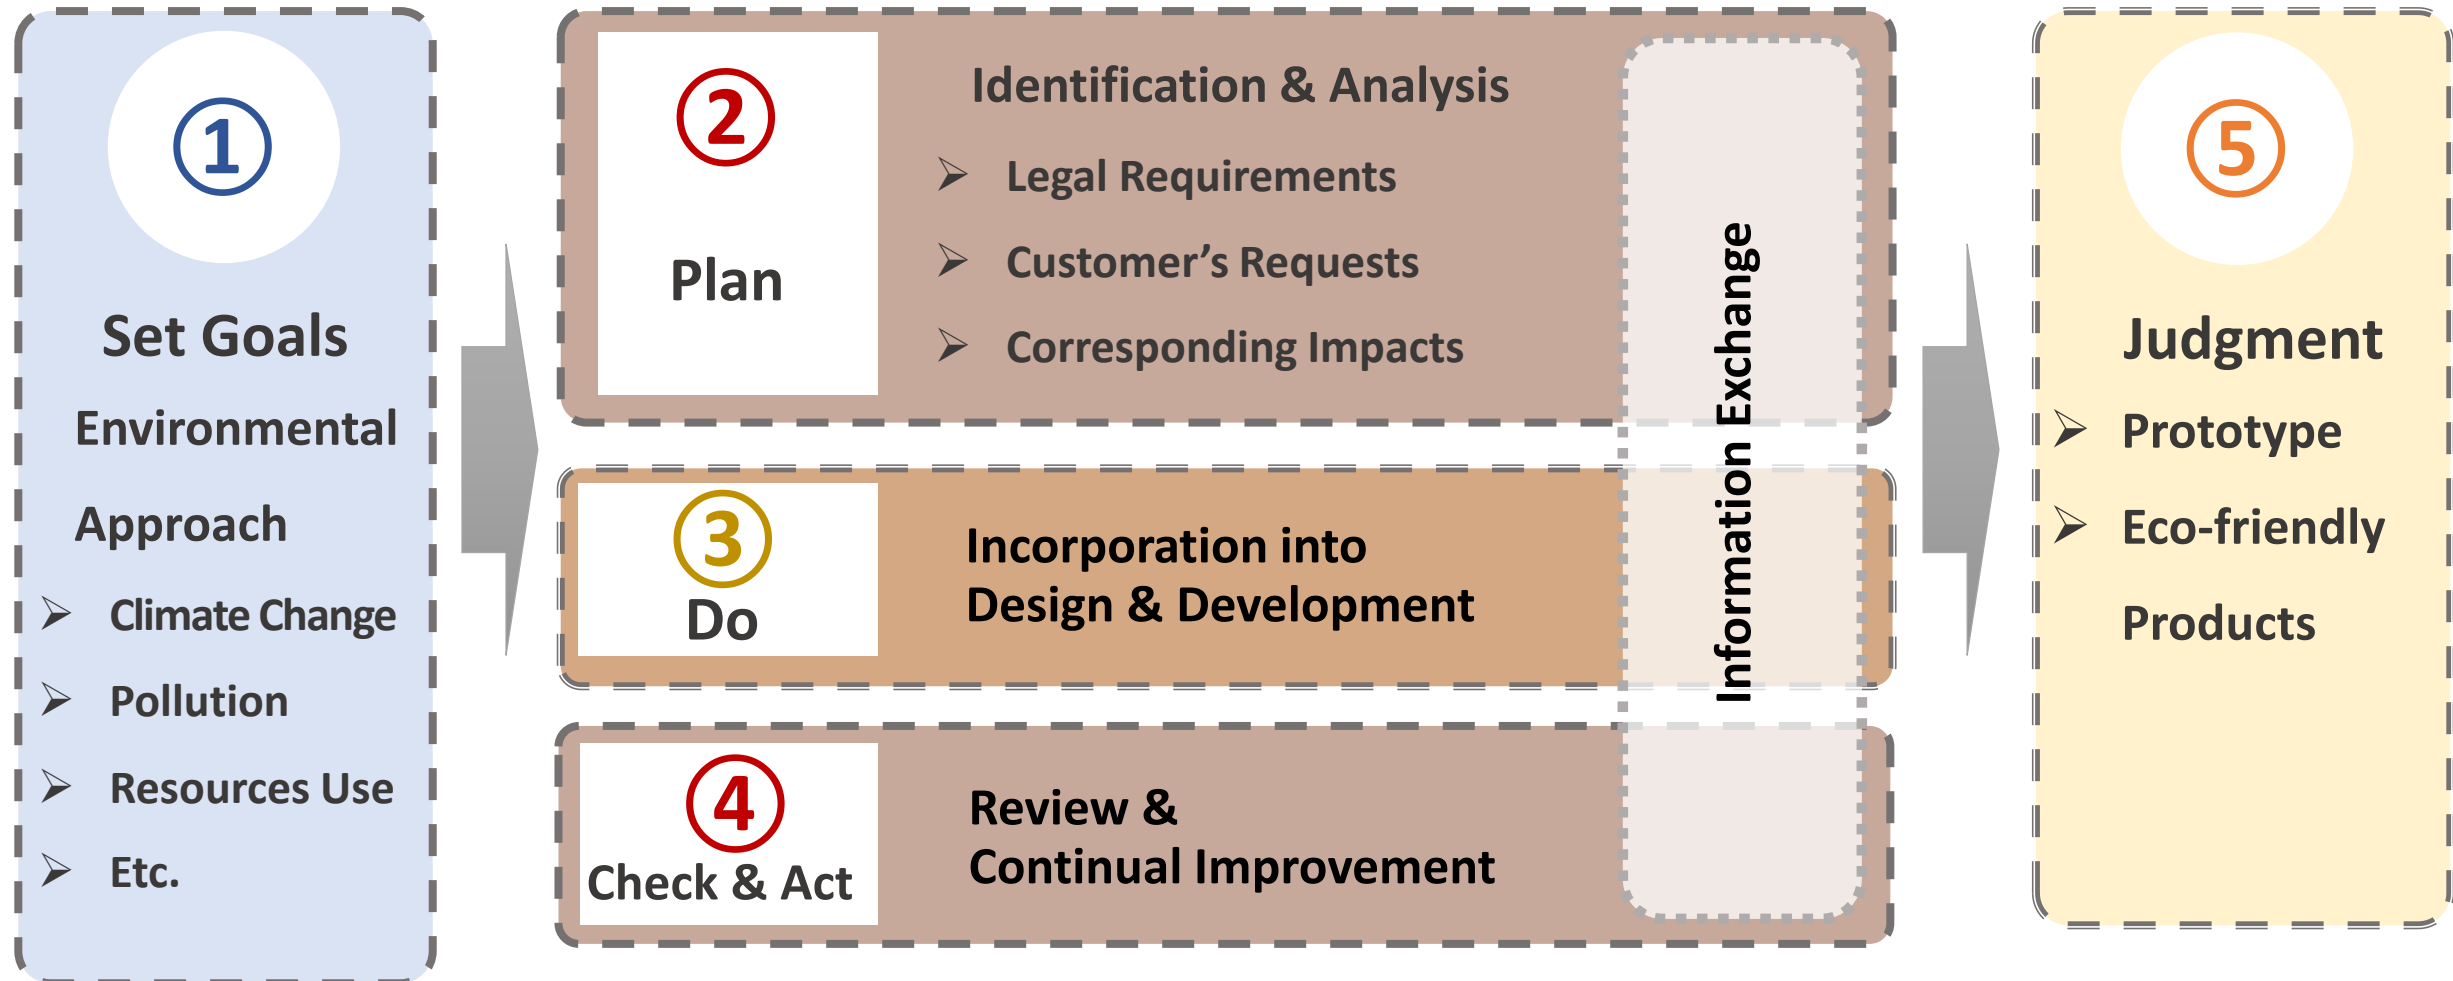 ①
Set Goals
Environmental
Approach
➢ Climate Change
➢ Pollution
➢ Resources Use
➢ Etc.
②
Plan
Identification & Analysis
➢ Legal Requirements
➢ Customer’s Requests
➢ Corresponding Impacts
③
Do
Incorporation into
Design & Development
④
Check & Act
Review &
Continual Improvement
Information Exchange
⑤
Judgment
➢ Prototype
➢ Eco-friendly
Products